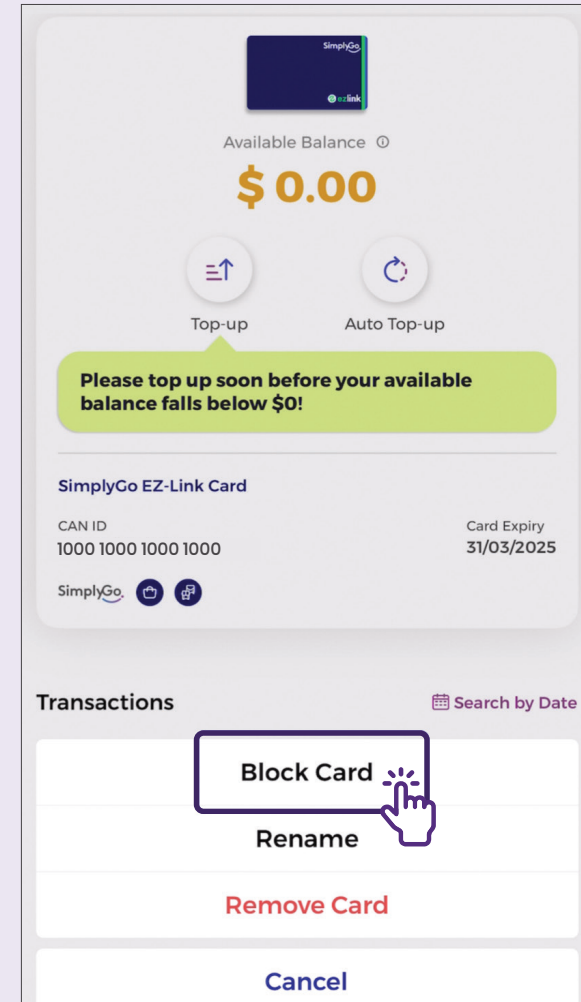 SimplyGo
ezlink
Available Balance
$ 0.00
Top-up Auto Top-up
Please top up soon before your available
balance falls below $0!
SimplyGo EZ-Link Card
CAN ID Card Expiry
1000 1000 1000 1000 31/03/2025
SimplyGo.
Transactions Search by Date
Block Card
Rename
Remove Card
Cancel